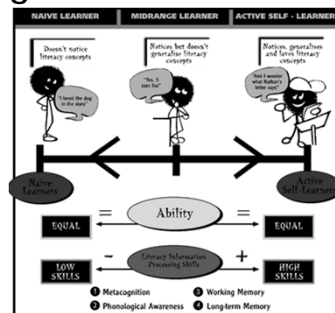 NAIVE LEARNER
MIDRANGE LEARNER
ACTIVE SELF-LEARNER
Doesn't notice
literacy concepts
Notices but doesn't
generalise literacy
concepts
Notices, generalises
and loves literacy
concepts
"I loved the dog
in the story"
"Yes. I
saw fox"
"And I wonder
what Nathan's
letter says"
Naive
Learners
Active
Self-Learners
Ability
=
=
EQUAL
EQUAL
Literacy Information
Processing Skills
-
+
LOW
SKILLS
HIGH
SKILLS
1 Metacognition
2 Phonological Awareness
3 Working Memory
4 Long-term Memory